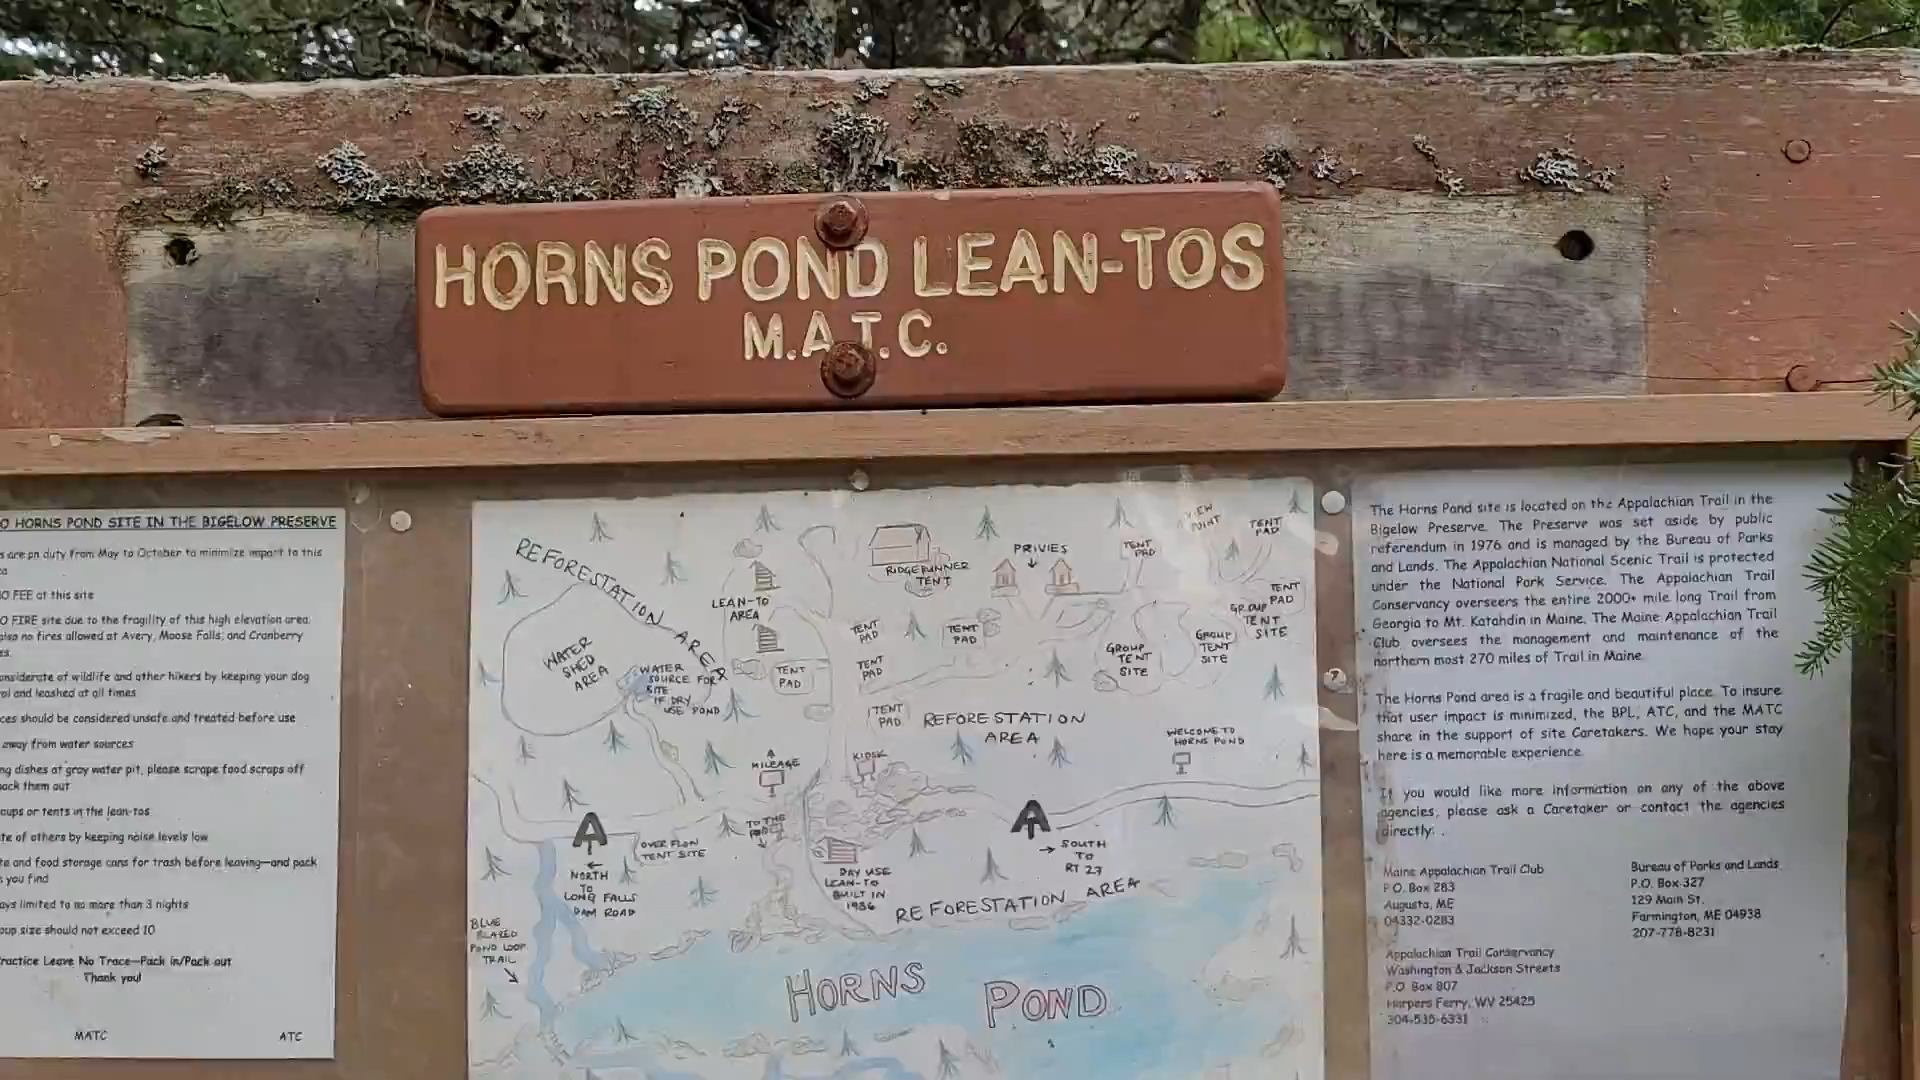 HORNS POND LEAN-TOS
M.A.T.C.
O HORNS POND SITE IN THE BIGELOW PRESERVE
s are on duty from May to October to minimize impact to this
O FEE at this site
O FIRE site due to the fragility of this high elevation area.
also no fires allowed at Avery, Moose Falls, and Cranberry
es.
onsiderate of wildlife and other hikers by keeping your dog
rol and leashed at all times
ces should be considered unsafe and treated before use
away from water sources
ng dishes at gray water pit, please scrape food scraps off
pack them out
oups or tents in the lean-tos
te of others by keeping noise levels low
te and food storage cans for trash before leaving—and pack
s you find
ays limited to no more than 3 nights
oup size should not exceed 10
ractice Leave No Trace—Pack in/Pack out
Thank you!
MATC ATC
REFORESTATION AREA
WATER
SHED
AREA
WATER
SOURCE FOR
SITE
IF DRY
USE POND
LEAN-TO
AREA
TENT
PAD
RIDGERUNNER
TENT
PRIVIES
TENT
PAD
VIEW
POINT
TENT
PAD
TENT
PAD
GROUP
TENT
SITE
GROUP
TENT
SITE
GROUP
TENT
SITE
TENT
PAD
TENT
PAD
TENT
PAD
TENT
PAD
REFORESTATION
AREA
WELCOME TO
HORNS POND
MILEAGE
KIOSK
A
NORTH
TO
LONG FALLS
DAM ROAD
OVER FLOW
TENT SITE
TO THE
POND
DAY USE
LEAN-TO
BUILT IN
1936
A
SOUTH
TO
RT 27
REFORESTATION AREA
BLUE
BLAZED
POND LOOP
TRAIL
HORNS POND
The Horns Pond site is located on the Appalachian Trail in the
Bigelow Preserve. The Preserve was set aside by public
referendum in 1976 and is managed by the Bureau of Parks
and Lands. The Appalachian National Scenic Trail is protected
under the National Park Service. The Appalachian Trail
Conservancy oversees the entire 2000+ mile long Trail from
Georgia to Mt. Katahdin in Maine. The Maine Appalachian Trail
Club oversees the management and maintenance of the
northern most 270 miles of Trail in Maine.
The Horns Pond area is a fragile and beautiful place. To insure
that user impact is minimized, the BPL, ATC, and the MATC
share in the support of site Caretakers. We hope your stay
here is a memorable experience.
If you would like more information on any of the above
agencies, please ask a Caretaker or contact the agencies
directly:
Maine Appalachian Trail Club
P.O. Box 283
Augusta, ME
04332-0283
Bureau of Parks and Lands
P.O. Box 327
129 Main St.
Farmington, ME 04938
207-778-8231
Appalachian Trail Conservancy
Washington & Jackson Streets
P.O. Box 807
Harpers Ferry, WV 25425
304-535-6331